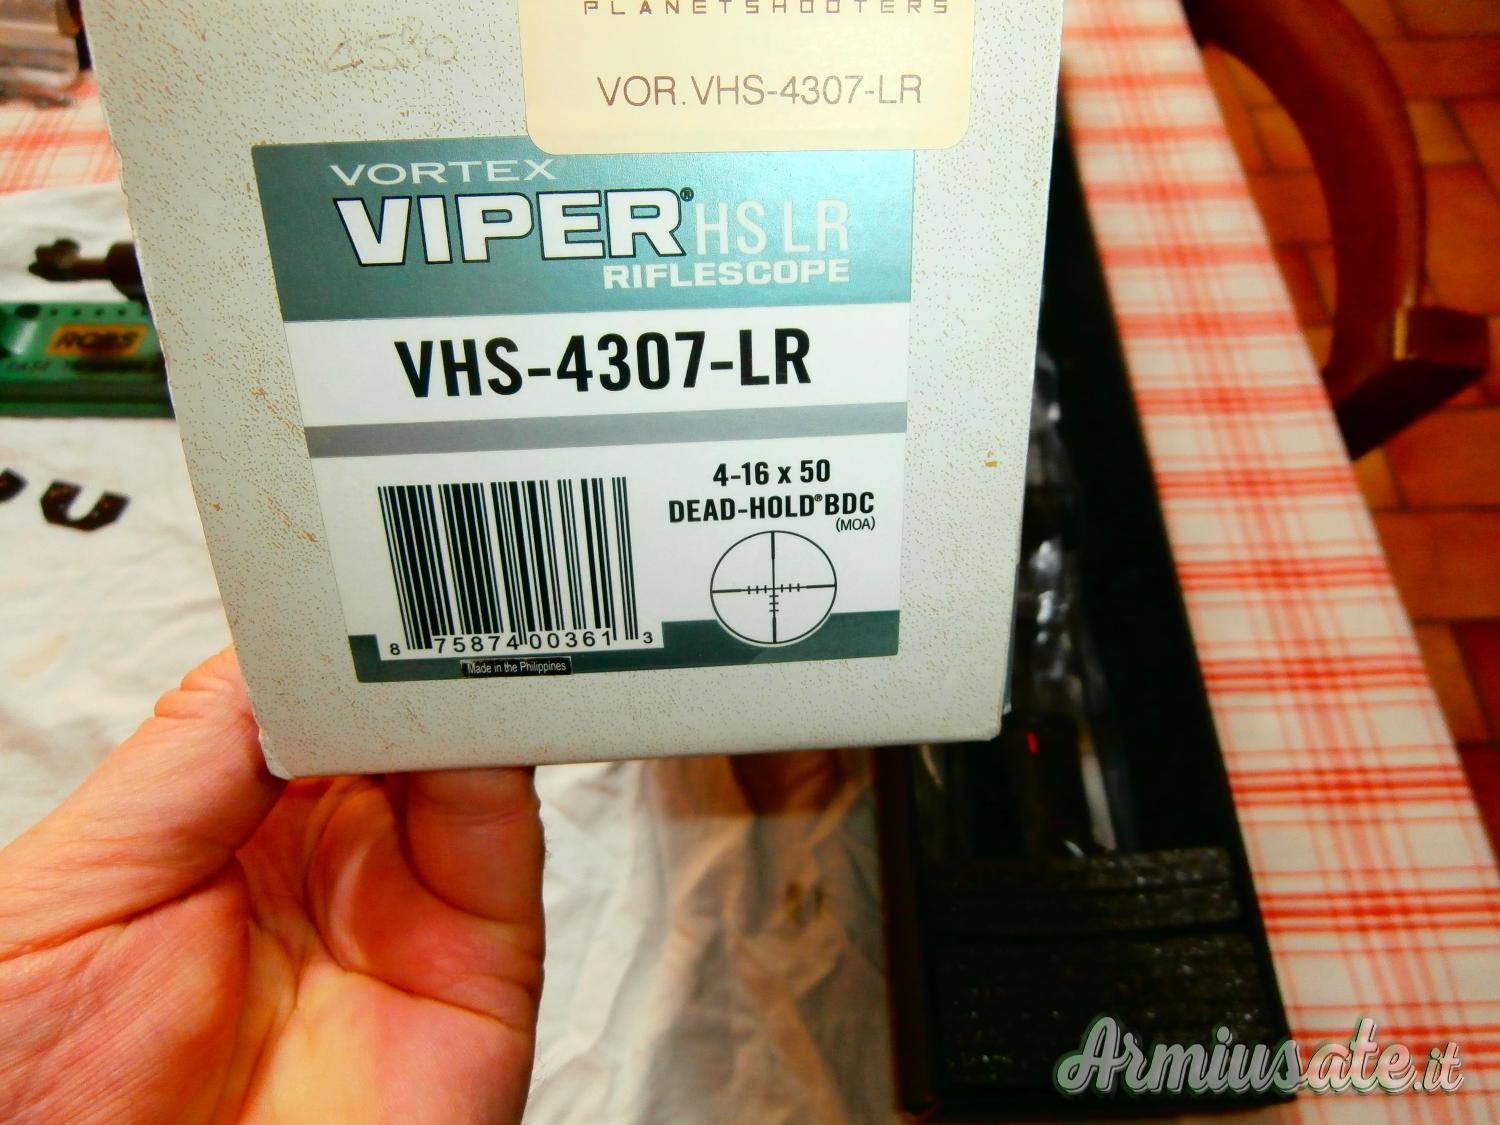 PLANETSHOOTERS
VOR.VHS-4307-LR
VORTEX
VIPER® HS LR
RIFLESCOPE
VHS-4307-LR
4-16 x 50
DEAD-HOLD® BDC
(MOA)
8 75874 00361 3
Made in the Philippines
RCBS
Armiusate.it